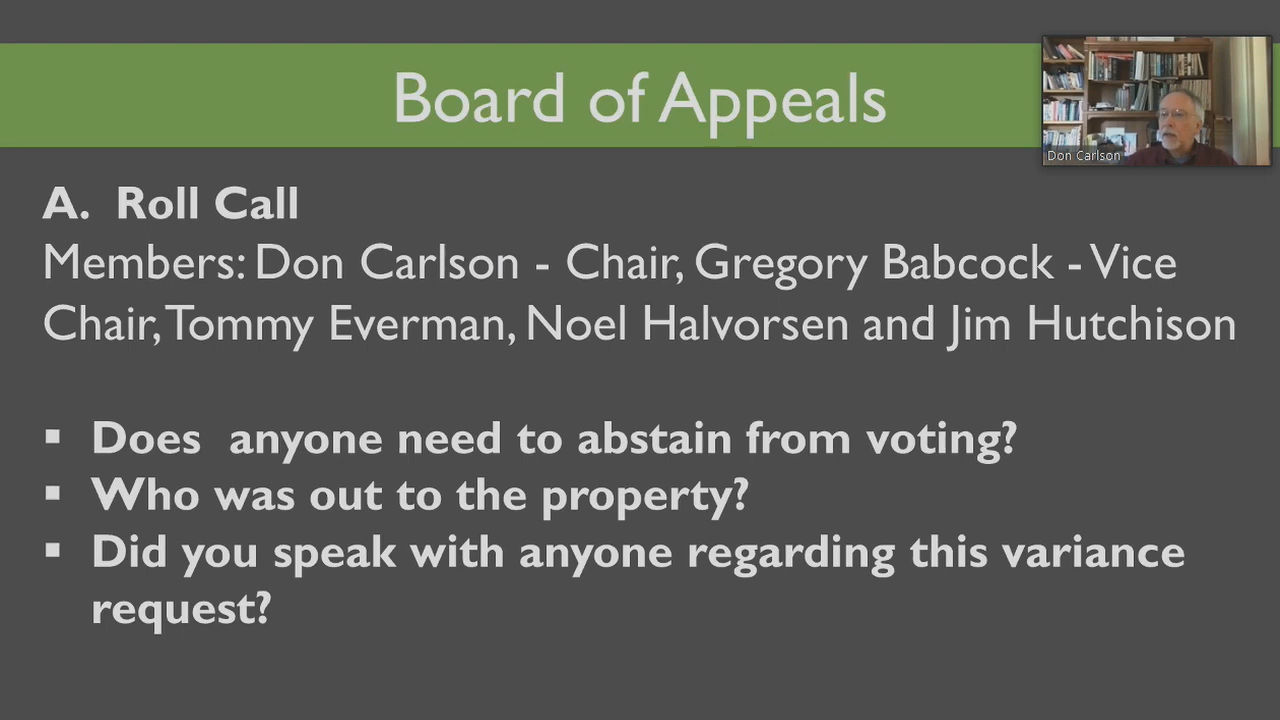 Board of Appeals
Don Carlson
A. Roll Call
Members: Don Carlson - Chair, Gregory Babcock - Vice
Chair, Tommy Everman, Noel Halvorsen and Jim Hutchison
▪ Does anyone need to abstain from voting?
▪ Who was out to the property?
▪ Did you speak with anyone regarding this variance
request?